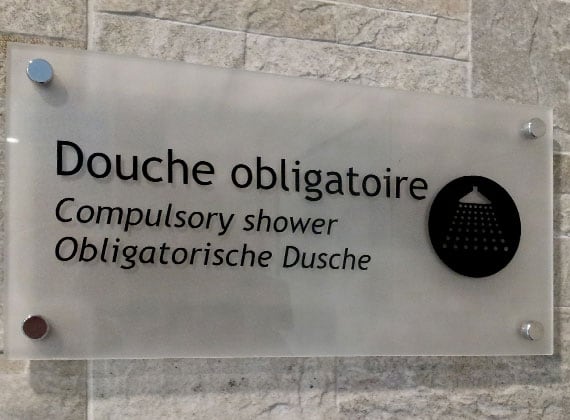 Douche obligatoire
Compulsory shower
Obligatorische Dusche